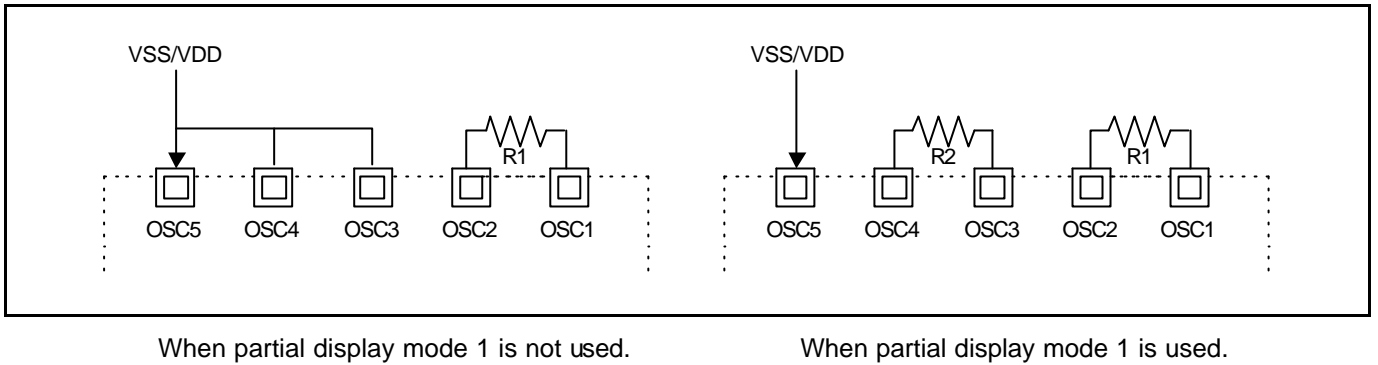 VSS/VDD
R1
OSC5 OSC4 OSC3 OSC2 OSC1
When partial display mode 1 is not used.
VSS/VDD
R2 R1
OSC5 OSC4 OSC3 OSC2 OSC1
When partial display mode 1 is used.